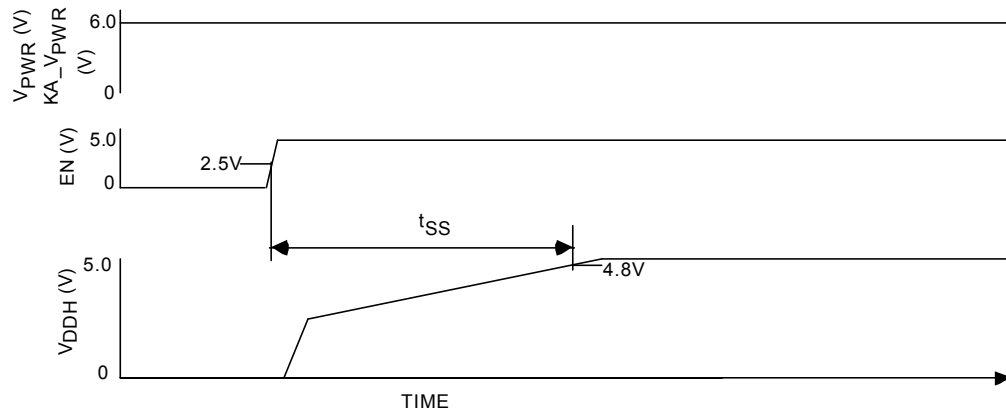 VPWR (V)
KA_VPWR
(V)
6.0
0
EN (V)
5.0
2.5V
0
tSS
VDDH (V)
5.0
4.8V
0
TIME